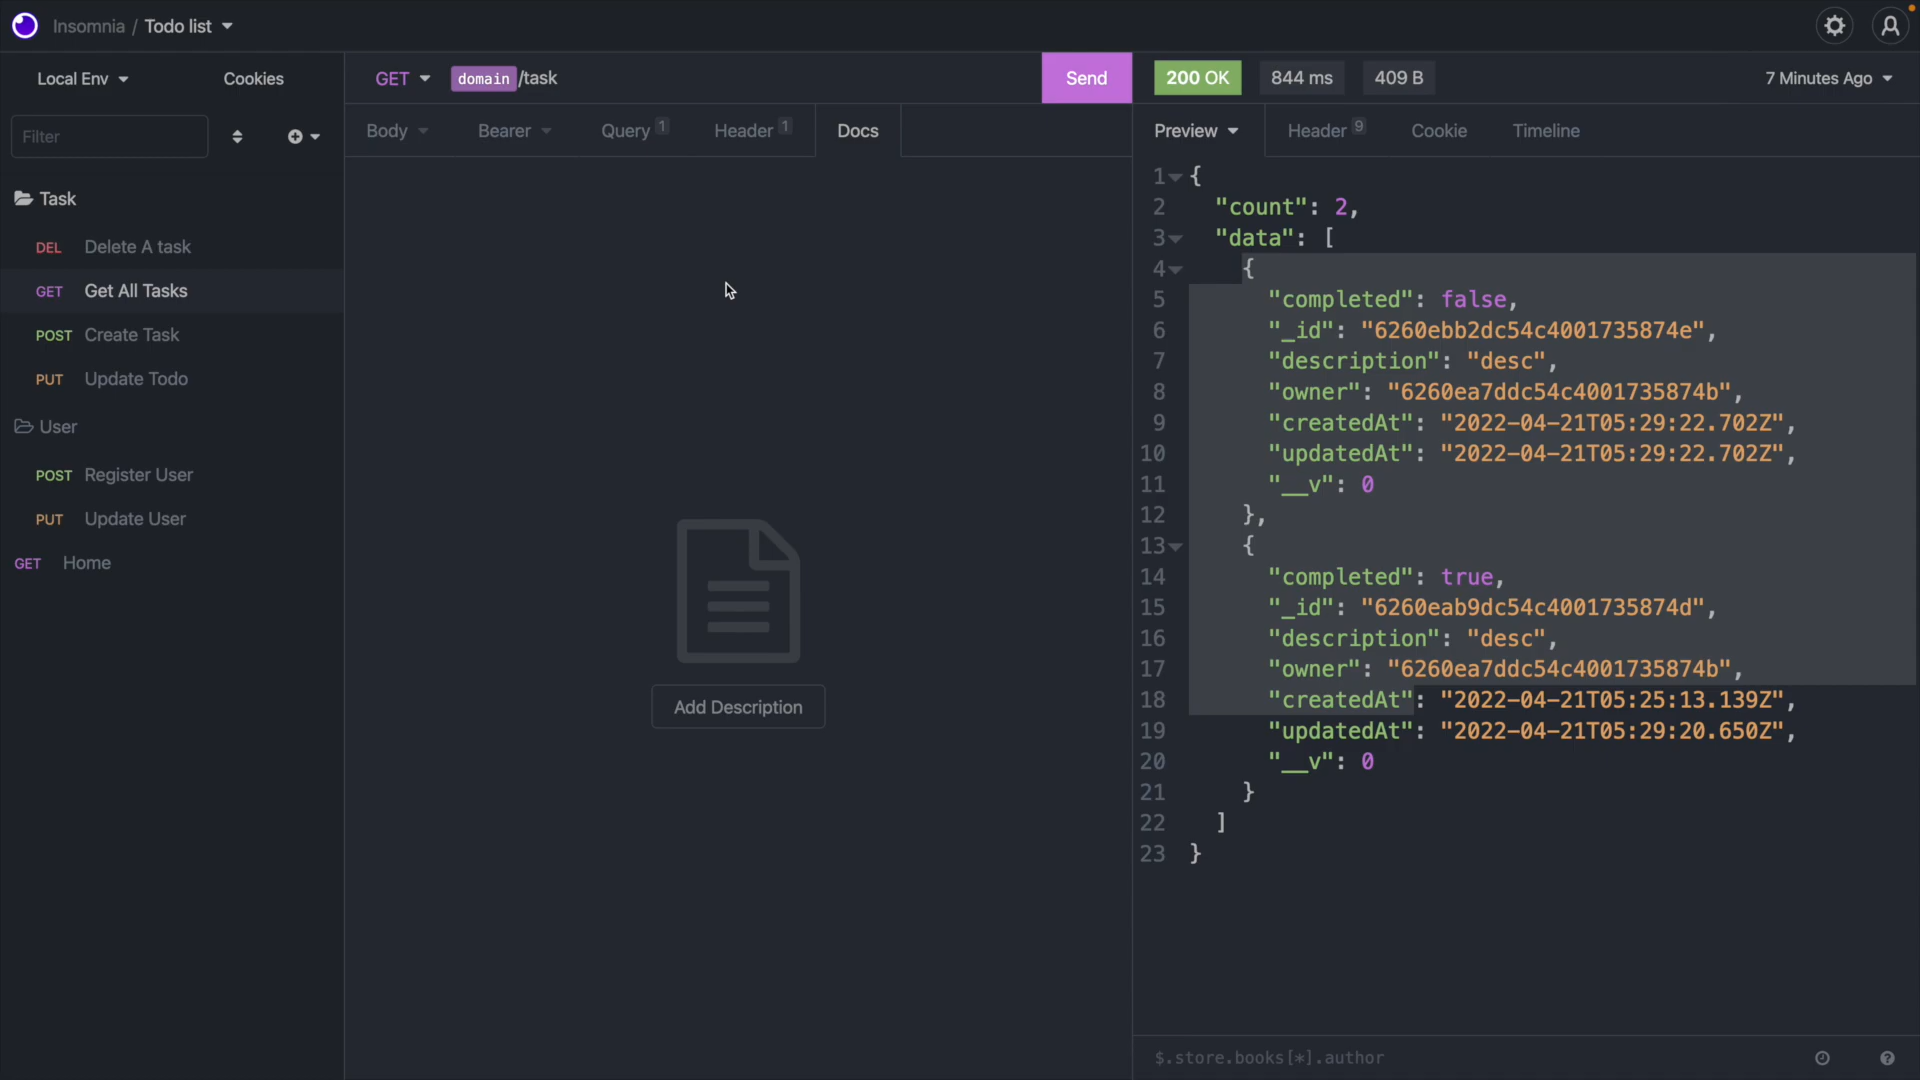 Insomnia / Todo list
Local Env
Cookies
GET
domain/task
Send
200 OK
844 ms
409 B
7 Minutes Ago
Filter
Body
Bearer
Query 1
Header 1
Docs
Preview
Header 9
Cookie
Timeline
Task
DEL Delete A task
GET Get All Tasks
POST Create Task
PUT Update Todo
User
POST Register User
PUT Update User
GET Home
Add Description
1 {
2 "count": 2,
3 "data": [
4 {
5 "completed": false,
6 "_id": "6260ebb2dc54c4001735874e",
7 "description": "desc",
8 "owner": "6260ea7ddc54c4001735874b",
9 "createdAt": "2022-04-21T05:29:22.702Z",
10 "updatedAt": "2022-04-21T05:29:22.702Z",
11 "__v": 0
12 },
13 {
14 "completed": true,
15 "_id": "6260eab9dc54c4001735874d",
16 "description": "desc",
17 "owner": "6260ea7ddc54c4001735874b",
18 "createdAt": "2022-04-21T05:25:13.139Z",
19 "updatedAt": "2022-04-21T05:29:20.650Z",
20 "__v": 0
21 }
22 ]
23 }
$.store.books[*].author